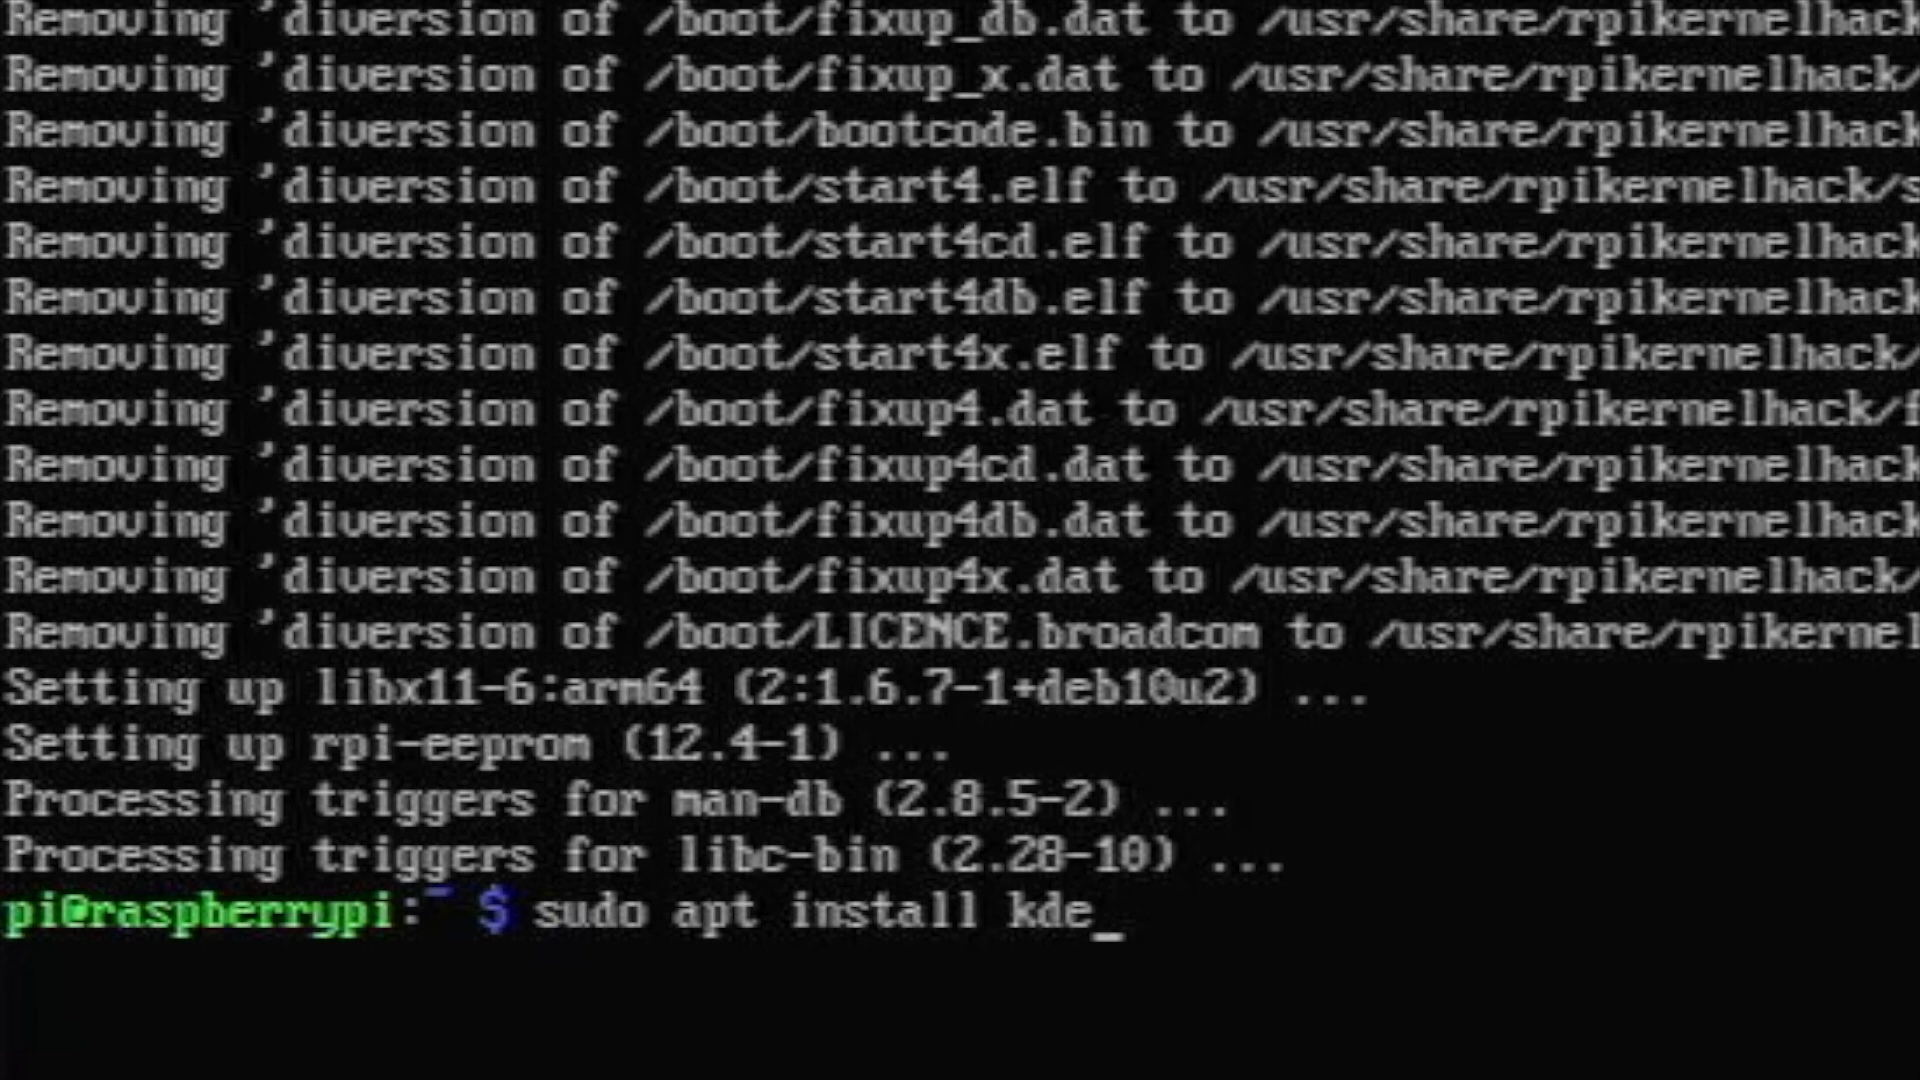 Removing 'diversion of /boot/fixup_db.dat to /usr/share/rpikernelhack
Removing 'diversion of /boot/fixup_x.dat to /usr/share/rpikernelhack/
Removing 'diversion of /boot/bootcode.bin to /usr/share/rpikernelhack
Removing 'diversion of /boot/start4.elf to /usr/share/rpikernelhack/s
Removing 'diversion of /boot/start4cd.elf to /usr/share/rpikernelhack
Removing 'diversion of /boot/start4db.elf to /usr/share/rpikernelhack
Removing 'diversion of /boot/start4x.elf to /usr/share/rpikernelhack/
Removing 'diversion of /boot/fixup4.dat to /usr/share/rpikernelhack/f
Removing 'diversion of /boot/fixup4cd.dat to /usr/share/rpikernelhack
Removing 'diversion of /boot/fixup4db.dat to /usr/share/rpikernelhack
Removing 'diversion of /boot/fixup4x.dat to /usr/share/rpikernelhack/
Removing 'diversion of /boot/LICENCE.broadcom to /usr/share/rpikernel
Setting up libx11-6:arm64 (2:1.6.7-1+deb10u2) ...
Setting up rpi-eeprom (12.4-1) ...
Processing triggers for man-db (2.8.5-2) ...
Processing triggers for libc-bin (2.28-10) ...
pi@raspberrypi:~ $ sudo apt install kde_